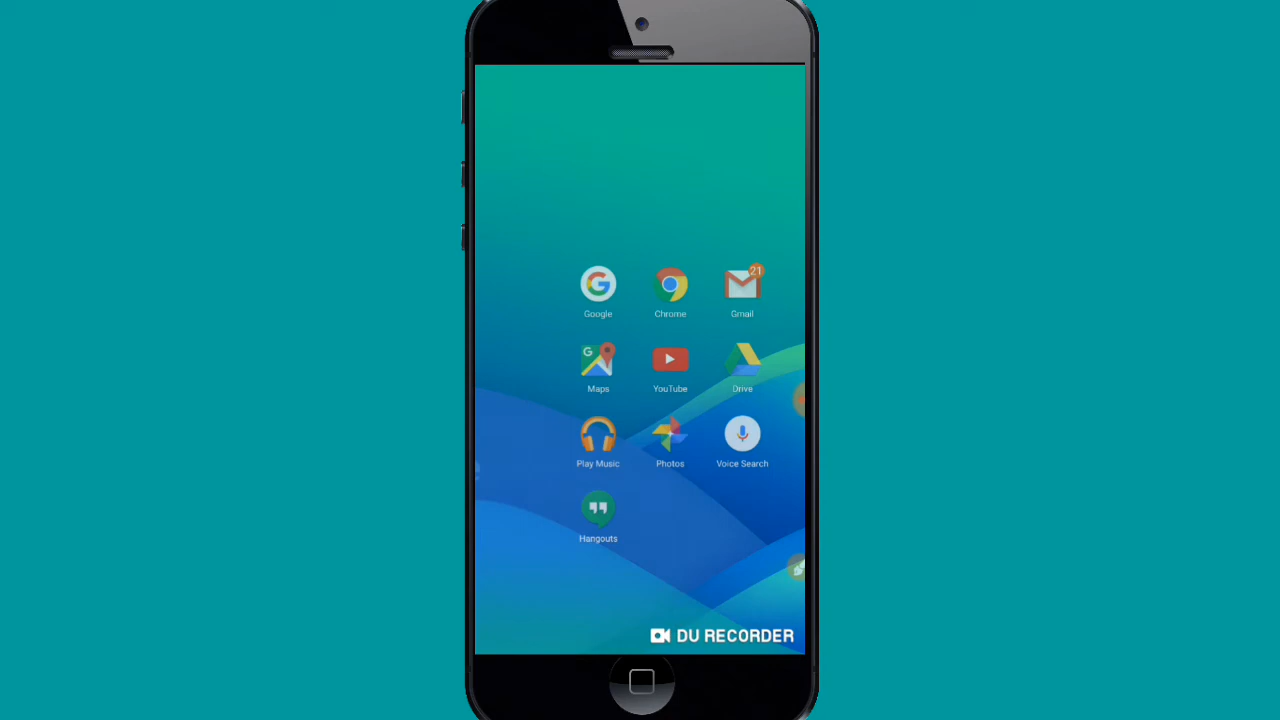 21
Google Chrome Gmail
G
Maps YouTube Drive
Play Music Photos Voice Search
Hangouts
DU RECORDER